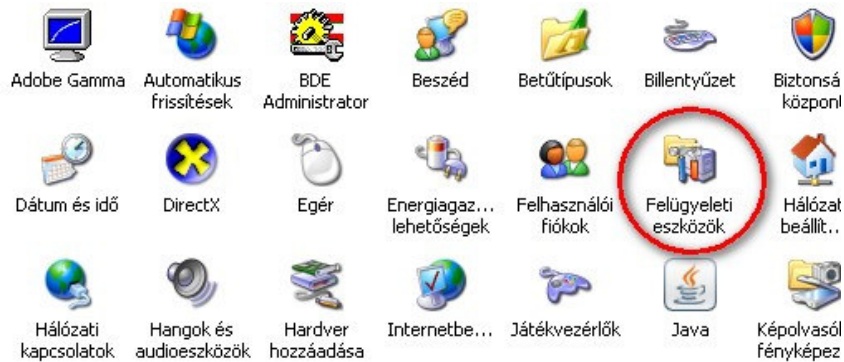 Adobe Gamma
Automatikus
frissítések
BDE
Administrator
Beszéd
Betűtípusok
Billentyűzet
Biztonsá
központ
Dátum és idő
DirectX
Egér
Energiagaz...
lehetőségek
Felhasználói
fiókok
Felügyeleti
eszközök
Hálózat
beállít...
Hálózati
kapcsolatok
Hangok és
audioeszközök
Hardver
hozzáadása
Internetbe...
Játékvezérlők
Java
Képolvasól
fényképez